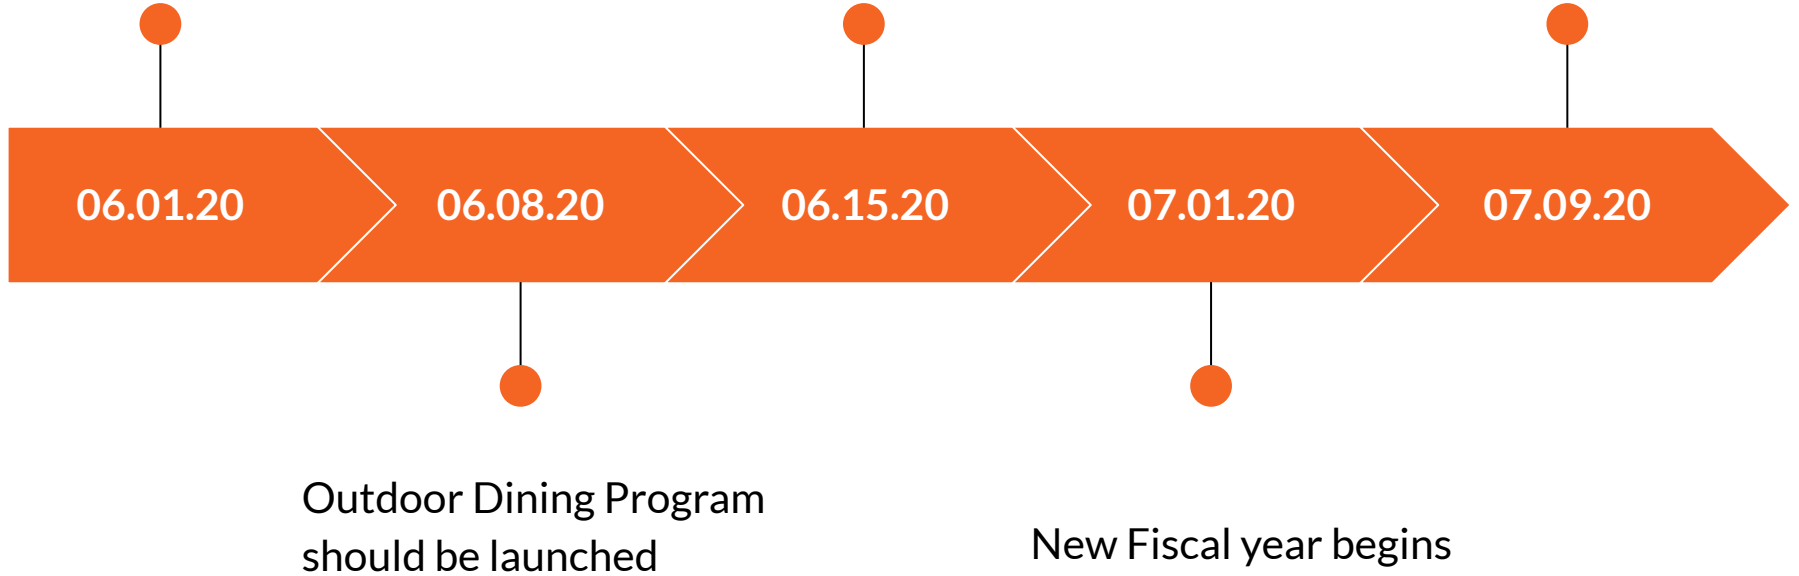 06.01.20
06.08.20
06.15.20
07.01.20
07.09.20
Outdoor Dining Program
should be launched
New Fiscal year begins